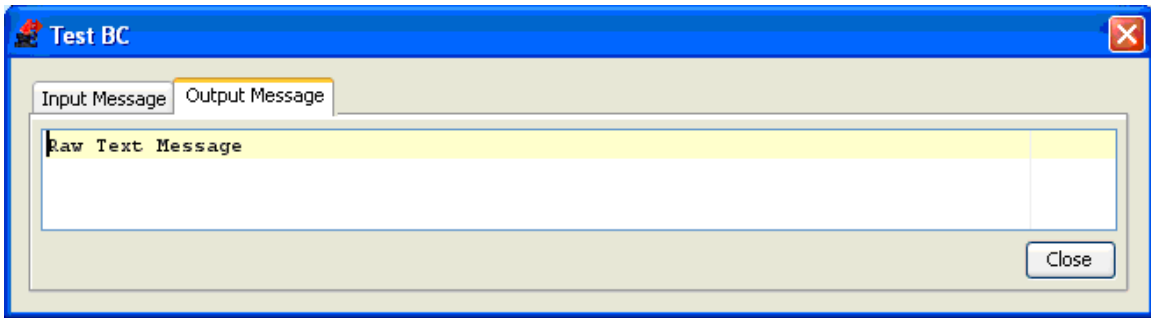 Test BC
Input Message Output Message
Raw Text Message
Close